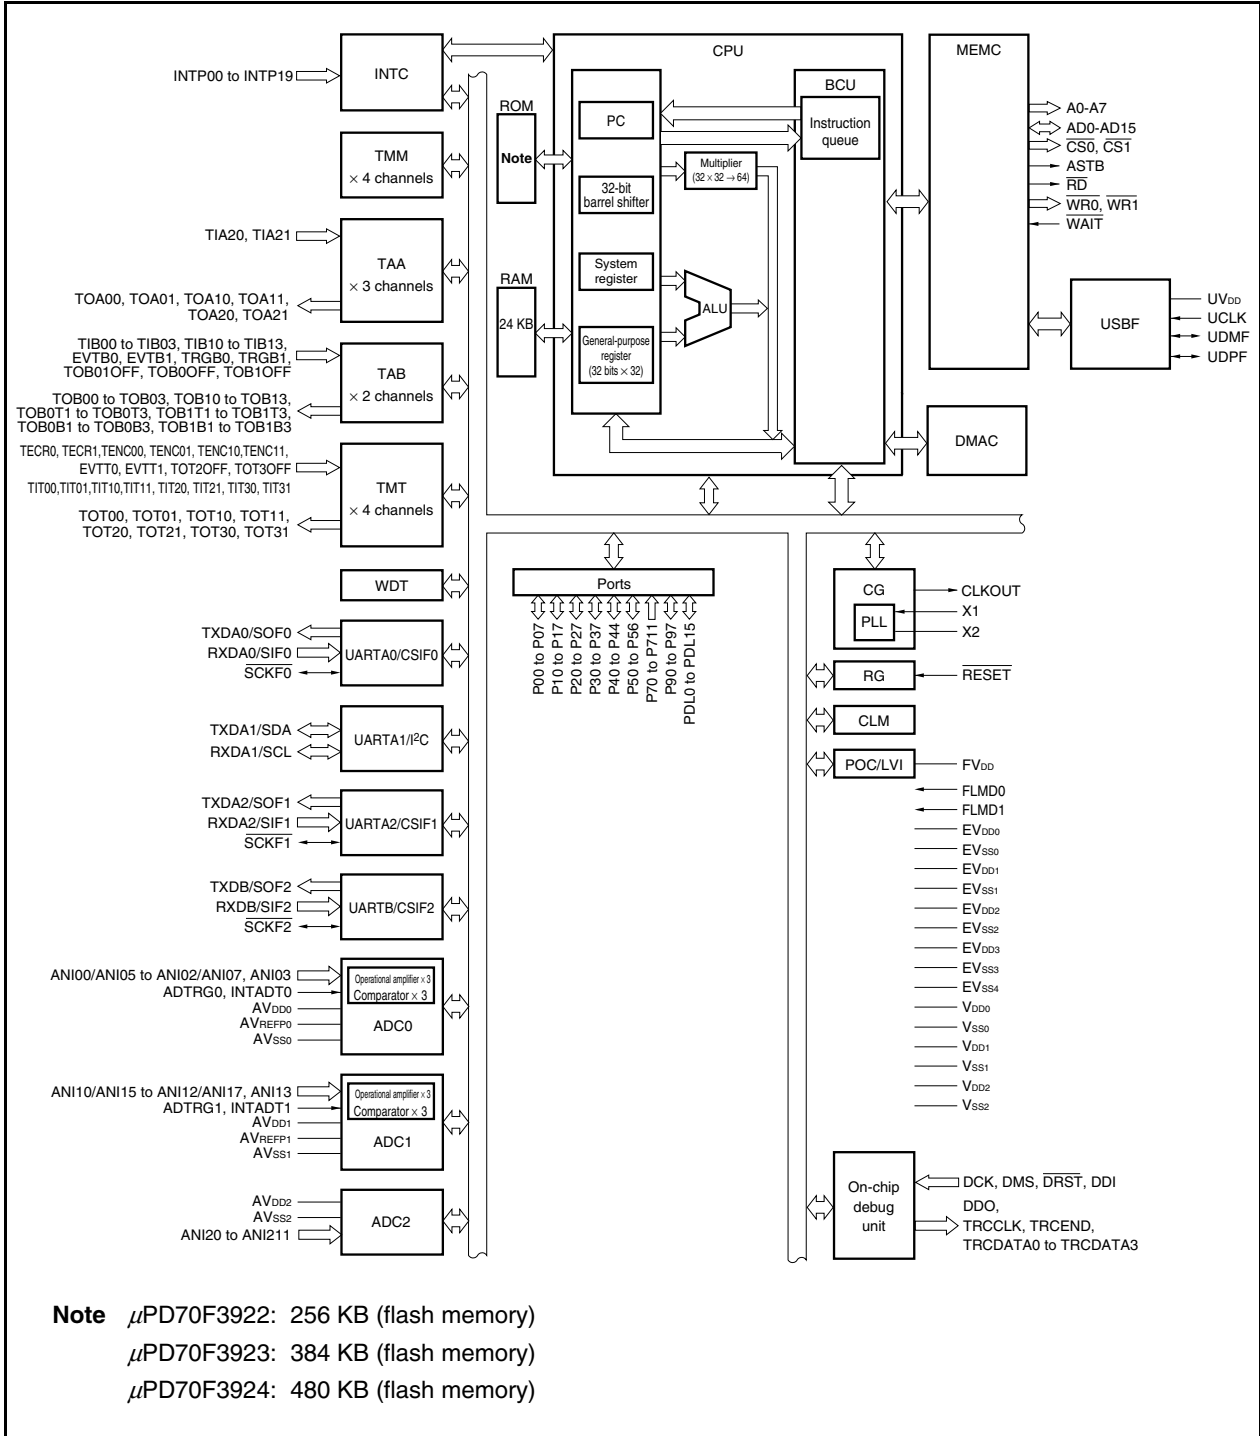 INTP00 to INTP19
INTC
TMM
× 4 channels
TIA20, TIA21
TAA
× 3 channels
TOA00, TOA01, TOA10, TOA11,
TOA20, TOA21
TIB00 to TIB03, TIB10 to TIB13,
EVTB0, EVTB1, TRGB0, TRGB1,
TOB01OFF, TOB0OFF, TOB1OFF
TAB
× 2 channels
TOB00 to TOB03, TOB10 to TOB13,
TOB0T1 to TOB0T3, TOB1T1 to TOB1T3,
TOB0B1 to TOB0B3, TOB1B1 to TOB1B3
TECR0, TECR1,TENC00, TENC01, TENC10,TENC11,
EVTT0, EVTT1, TOT2OFF, TOT3OFF
TIT00,TIT01,TIT10,TIT11, TIT20, TIT21, TIT30, TIT31
TMT
× 4 channels
TOT00, TOT01, TOT10, TOT11,
TOT20, TOT21, TOT30, TOT31
WDT
TXDA0/SOF0
RXDA0/SIF0
SCKF0
UARTA0/CSIF0
TXDA1/SDA
RXDA1/SCL
UARTA1/I²C
TXDA2/SOF1
RXDA2/SIF1
SCKF1
UARTA2/CSIF1
TXDB/SOF2
RXDB/SIF2
SCKF2
UARTB/CSIF2
ANI00/ANI05 to ANI02/ANI07, ANI03
ADTRG0, INTADT0
AVDD0
AVREFP0
AVSS0
Operational amplifier × 3
Comparator × 3
ADC0
ANI10/ANI15 to ANI12/ANI17, ANI13
ADTRG1, INTADT1
AVDD1
AVREFP1
AVSS1
Operational amplifier × 3
Comparator × 3
ADC1
AVDD2
AVSS2
ANI20 to ANI211
ADC2
ROM
Note
RAM
24 KB
CPU
PC
32-bit
barrel shifter
System
register
General-purpose
register
(32 bits × 32)
Multiplier
(32 × 32 → 64)
ALU
BCU
Instruction
queue
Ports
P00 to P07
P10 to P17
P20 to P27
P30 to P37
P40 to P44
P50 to P56
P70 to P711
P90 to P97
PDL0 to PDL15
MEMC
A0-A7
AD0-AD15
CS0, CS1
ASTB
RD
WR0, WR1
WAIT
USBF
UVDD
UCLK
UDMF
UDPF
DMAC
CG
PLL
CLKOUT
X1
X2
RG
RESET
CLM
POC/LVI
FVDD
FLMD0
FLMD1
EVDD0
EVSS0
EVDD1
EVSS1
EVDD2
EVSS2
EVDD3
EVSS3
EVSS4
VDD0
VSS0
VDD1
VSS1
VDD2
VSS2
On-chip
debug
unit
DCK, DMS, DRST, DDI
DDO,
TRCCLK, TRCEND,
TRCDATA0 to TRCDATA3
Note μPD70F3922: 256 KB (flash memory)
μPD70F3923: 384 KB (flash memory)
μPD70F3924: 480 KB (flash memory)